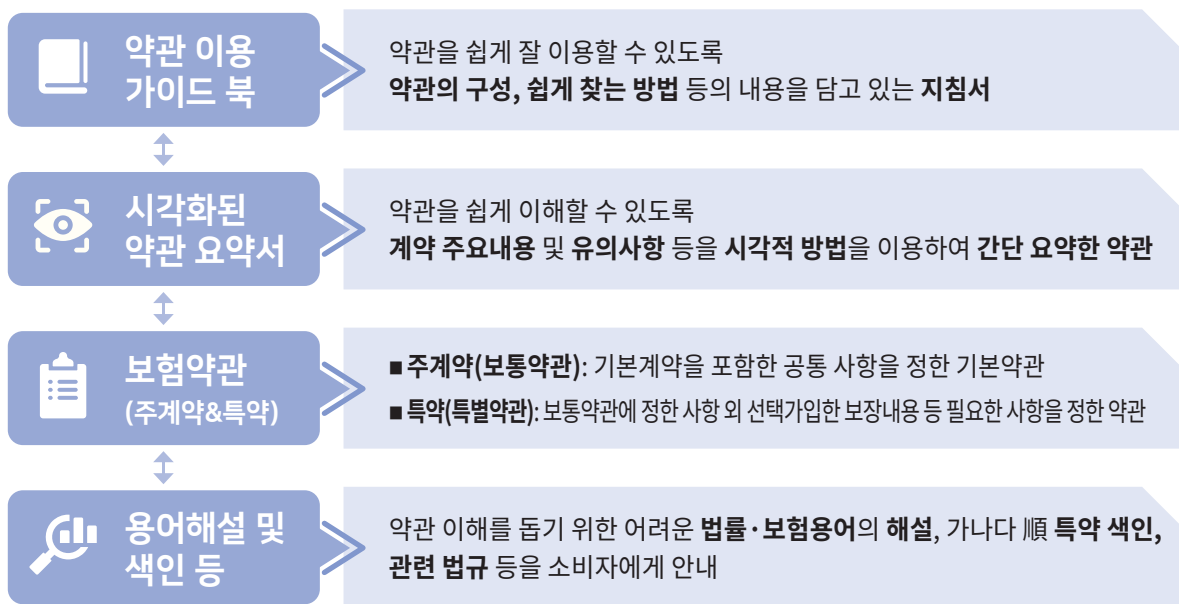 약관 이용
가이드 북
약관을 쉽게 잘 이용할 수 있도록
약관의 구성, 쉽게 찾는 방법 등의 내용을 담고 있는 지침서
시각화된
약관 요약서
약관을 쉽게 이해할 수 있도록
계약 주요내용 및 유의사항 등을 시각적 방법을 이용하여 간단 요약한 약관
보험약관
(주계약&특약)
■ 주계약(보통약관): 기본계약을 포함한 공통 사항을 정한 기본약관
■ 특약(특별약관): 보통약관에 정한 사항 외 선택가입한 보장내용 등 필요한 사항을 정한 약관
용어해설 및
색인 등
약관 이해를 돕기 위한 어려운 법률·보험용어의 해설, 가나다 順 특약 색인,
관련 법규 등을 소비자에게 안내